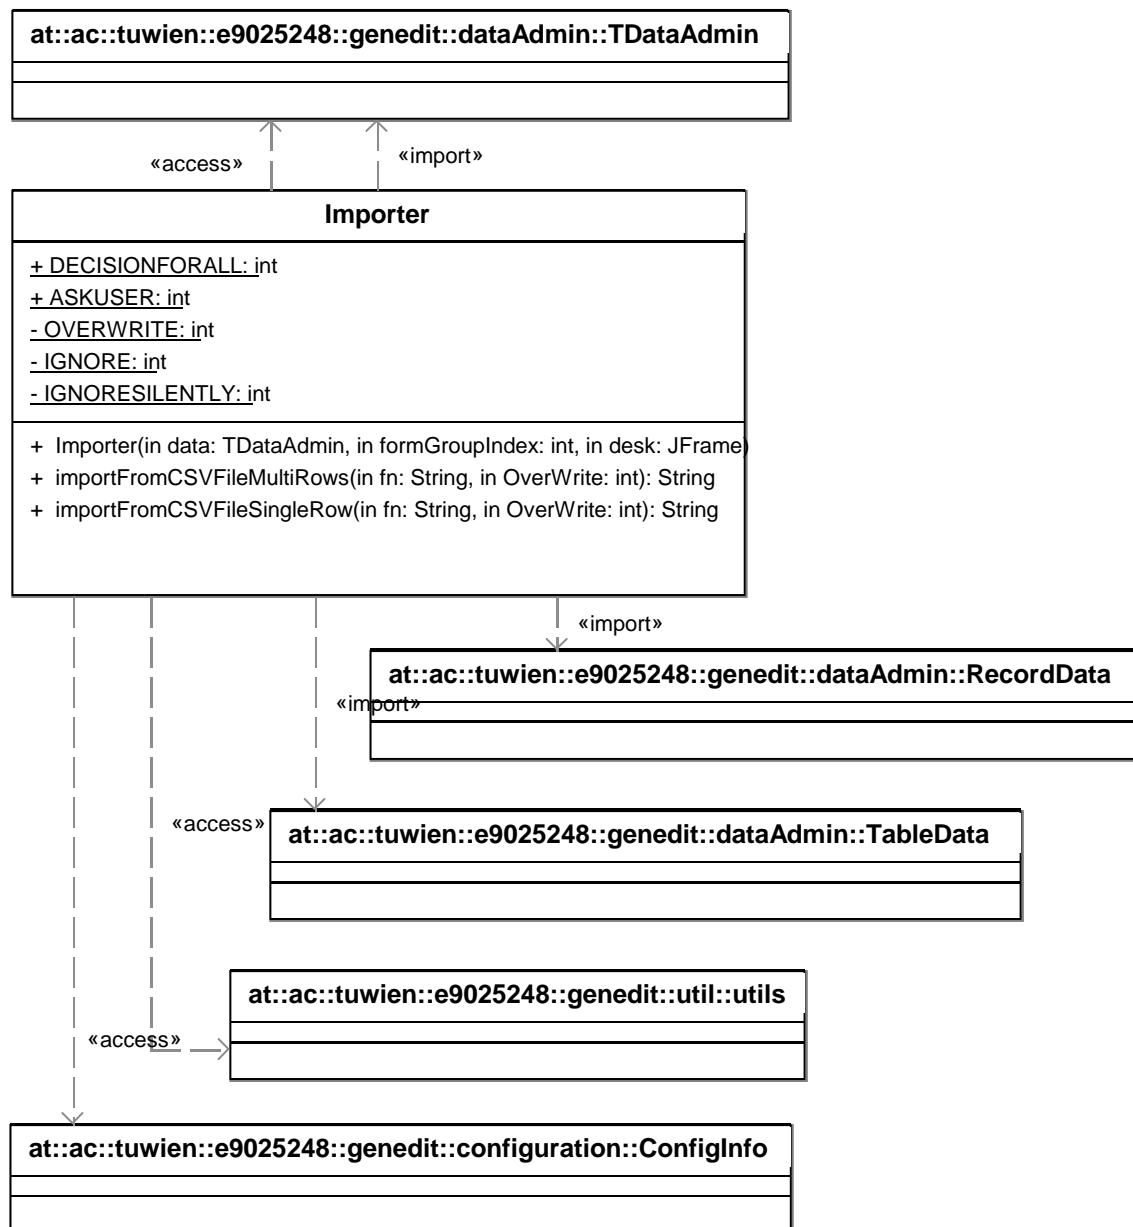 at::ac::tuwien::e9025248::genedit::dataAdmin::TDataAdmin
«access»
«import»
Importer
+ DECISIONFORALL: int
+ ASKUSER: int
- OVERWRITE: int
- IGNORE: int
- IGNORESILENTLY: int
+ Importer(in data: TDataAdmin, in formGroupIndex: int, in desk: JFrame)
+ importFromCSVFileMultiRows(in fn: String, in OverWrite: int): String
+ importFromCSVFileSingleRow(in fn: String, in OverWrite: int): String
«import»
at::ac::tuwien::e9025248::genedit::dataAdmin::RecordData
«import»
«access»
at::ac::tuwien::e9025248::genedit::dataAdmin::TableData
at::ac::tuwien::e9025248::genedit::util::utils
«access»
at::ac::tuwien::e9025248::genedit::configuration::ConfigInfo